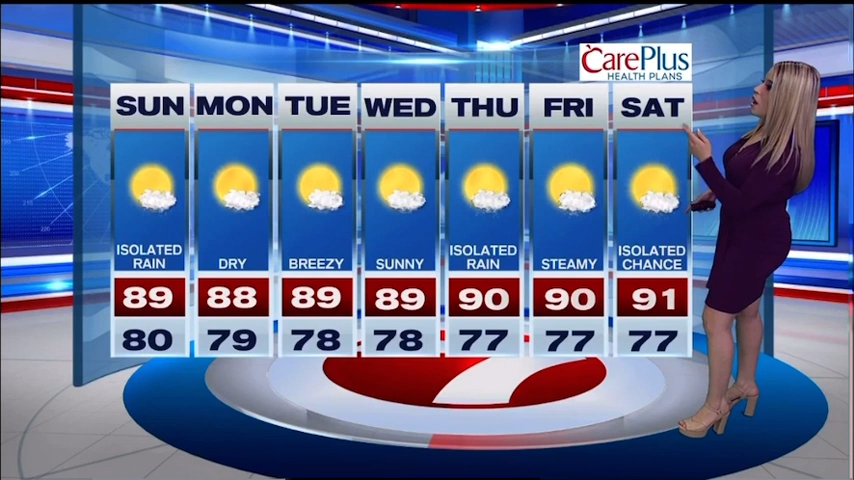 CarePlus
HEALTH PLANS
SUN MON TUE WED THU FRI SAT
ISOLATED RAIN DRY BREEZY SUNNY ISOLATED RAIN STEAMY ISOLATED CHANCE
89 88 89 89 90 90 91
80 79 78 78 77 77 77